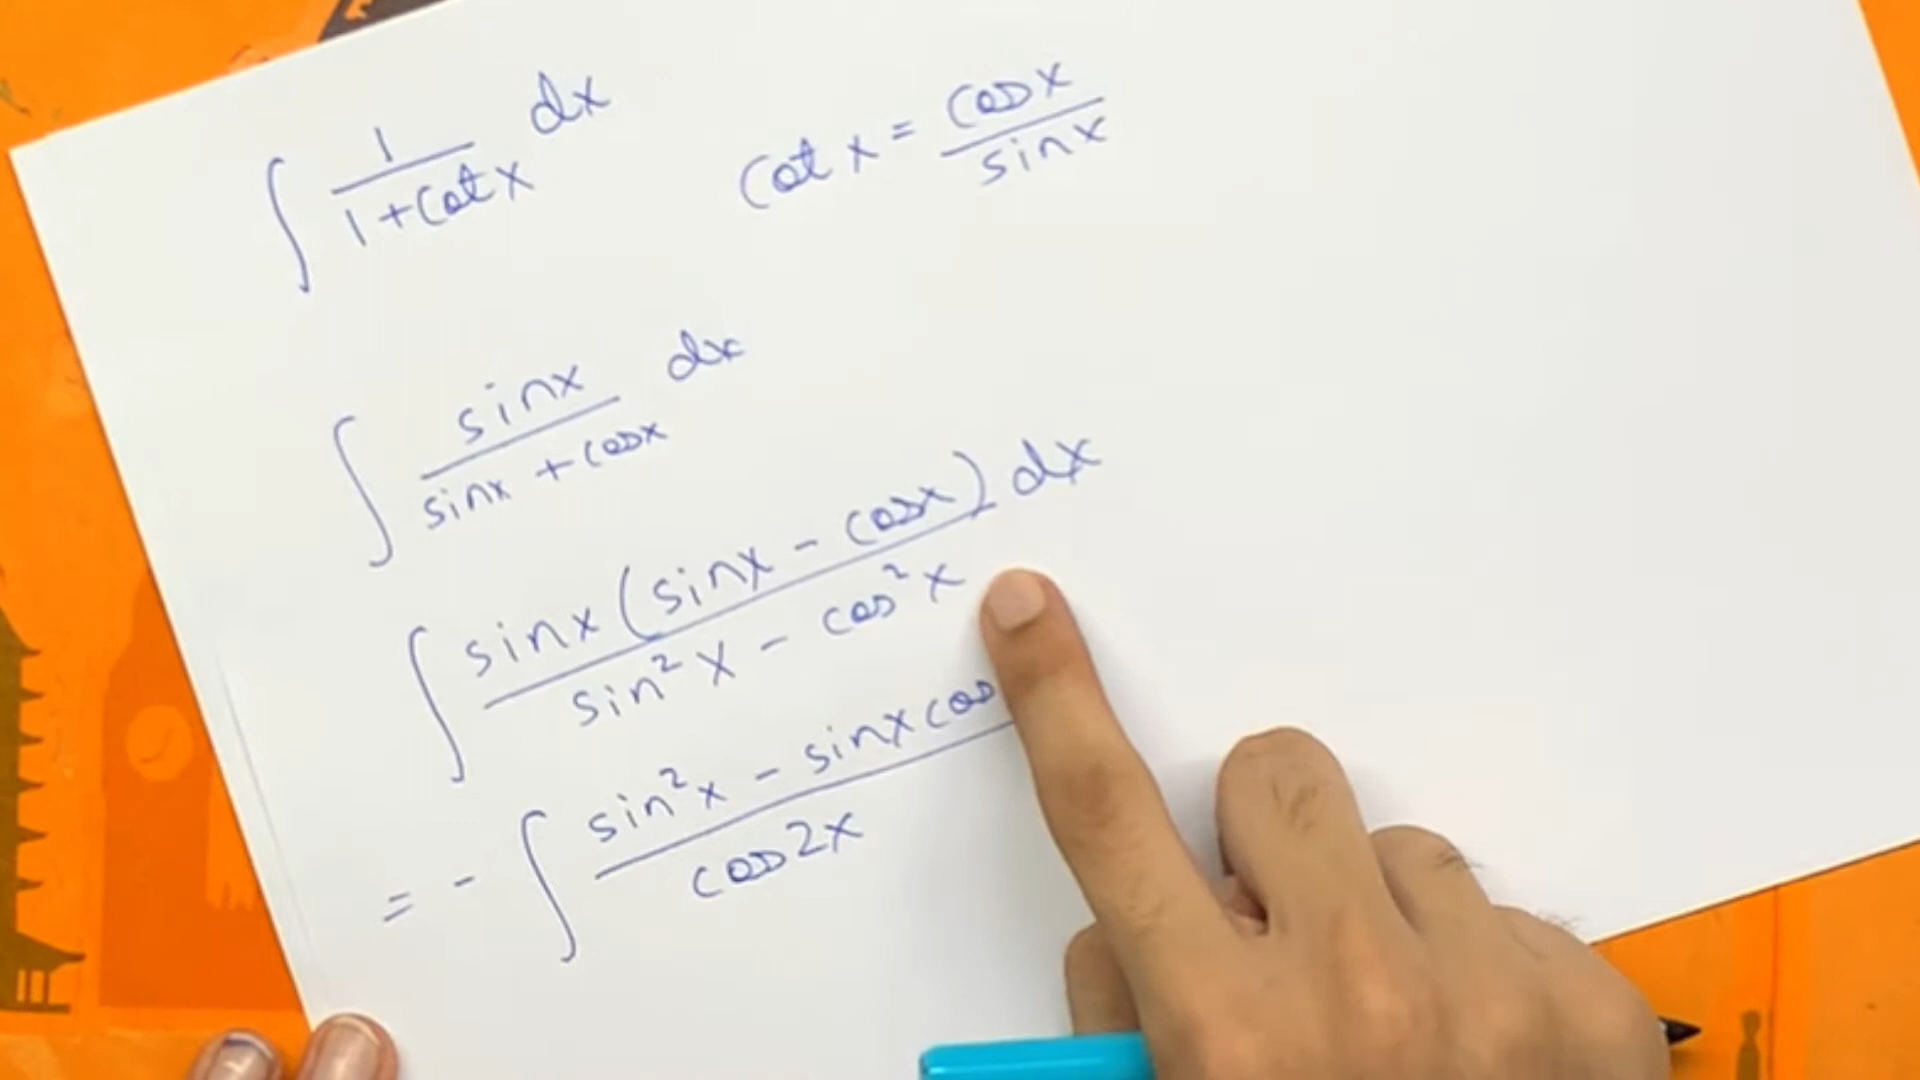 ∫ 1/(1+cot x) dx    cot x = cos x/sin x
∫ sin x/(sin x + cos x) dx
∫ sin x (sin x - cos x)/(sin² x - cos² x) dx
= - ∫ (sin² x - sin x cos)/(cos 2x)